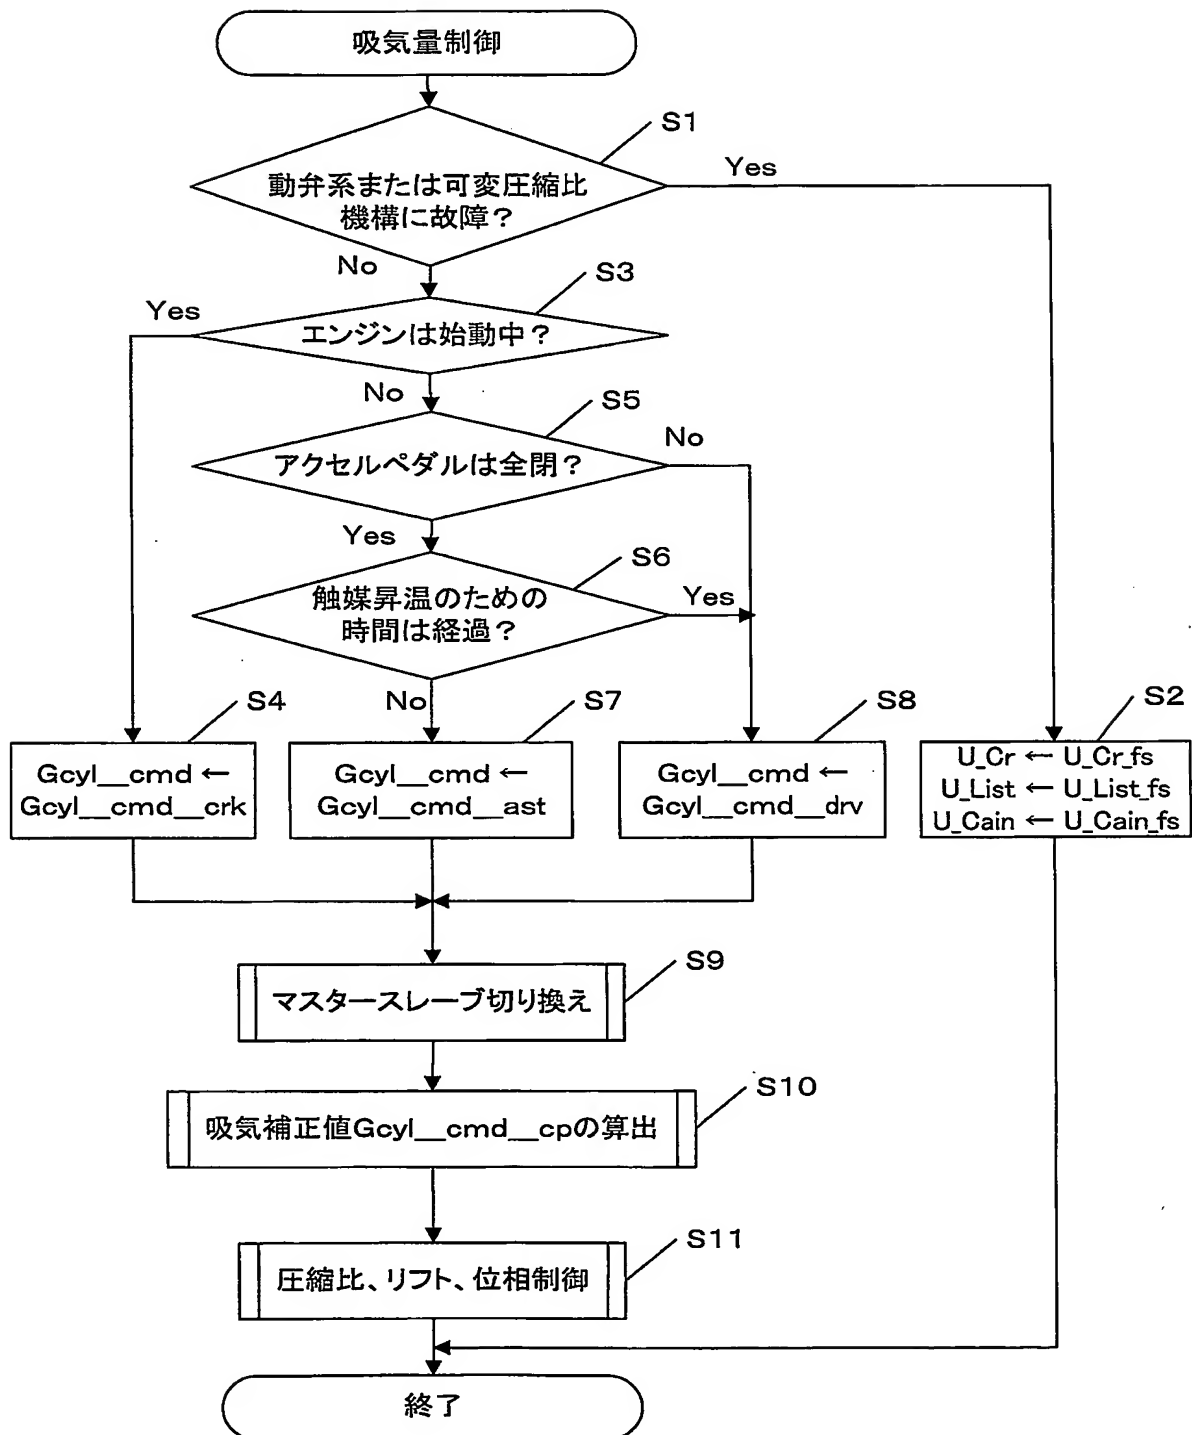 吸気量制御
S1
動弁系または可変圧縮比
機構に故障?
Yes
No
S3
Yes
エンジンは始動中?
No
S5
No
アクセルペダルは全閉?
Yes
S6
触媒昇温のための
時間は経過?
Yes
No
S4
Gcyl__cmd ←
Gcyl__cmd__crk
S7
Gcyl__cmd ←
Gcyl__cmd__ast
S8
Gcyl__cmd ←
Gcyl__cmd__drv
S2
U_Cr ← U_Cr_fs
U_List ← U_List_fs
U_Cain ← U_Cain_fs
S9
マスタースレーブ切り換え
S10
吸気補正値Gcyl__cmd__cpの算出
S11
圧縮比、リフト、位相制御
終了